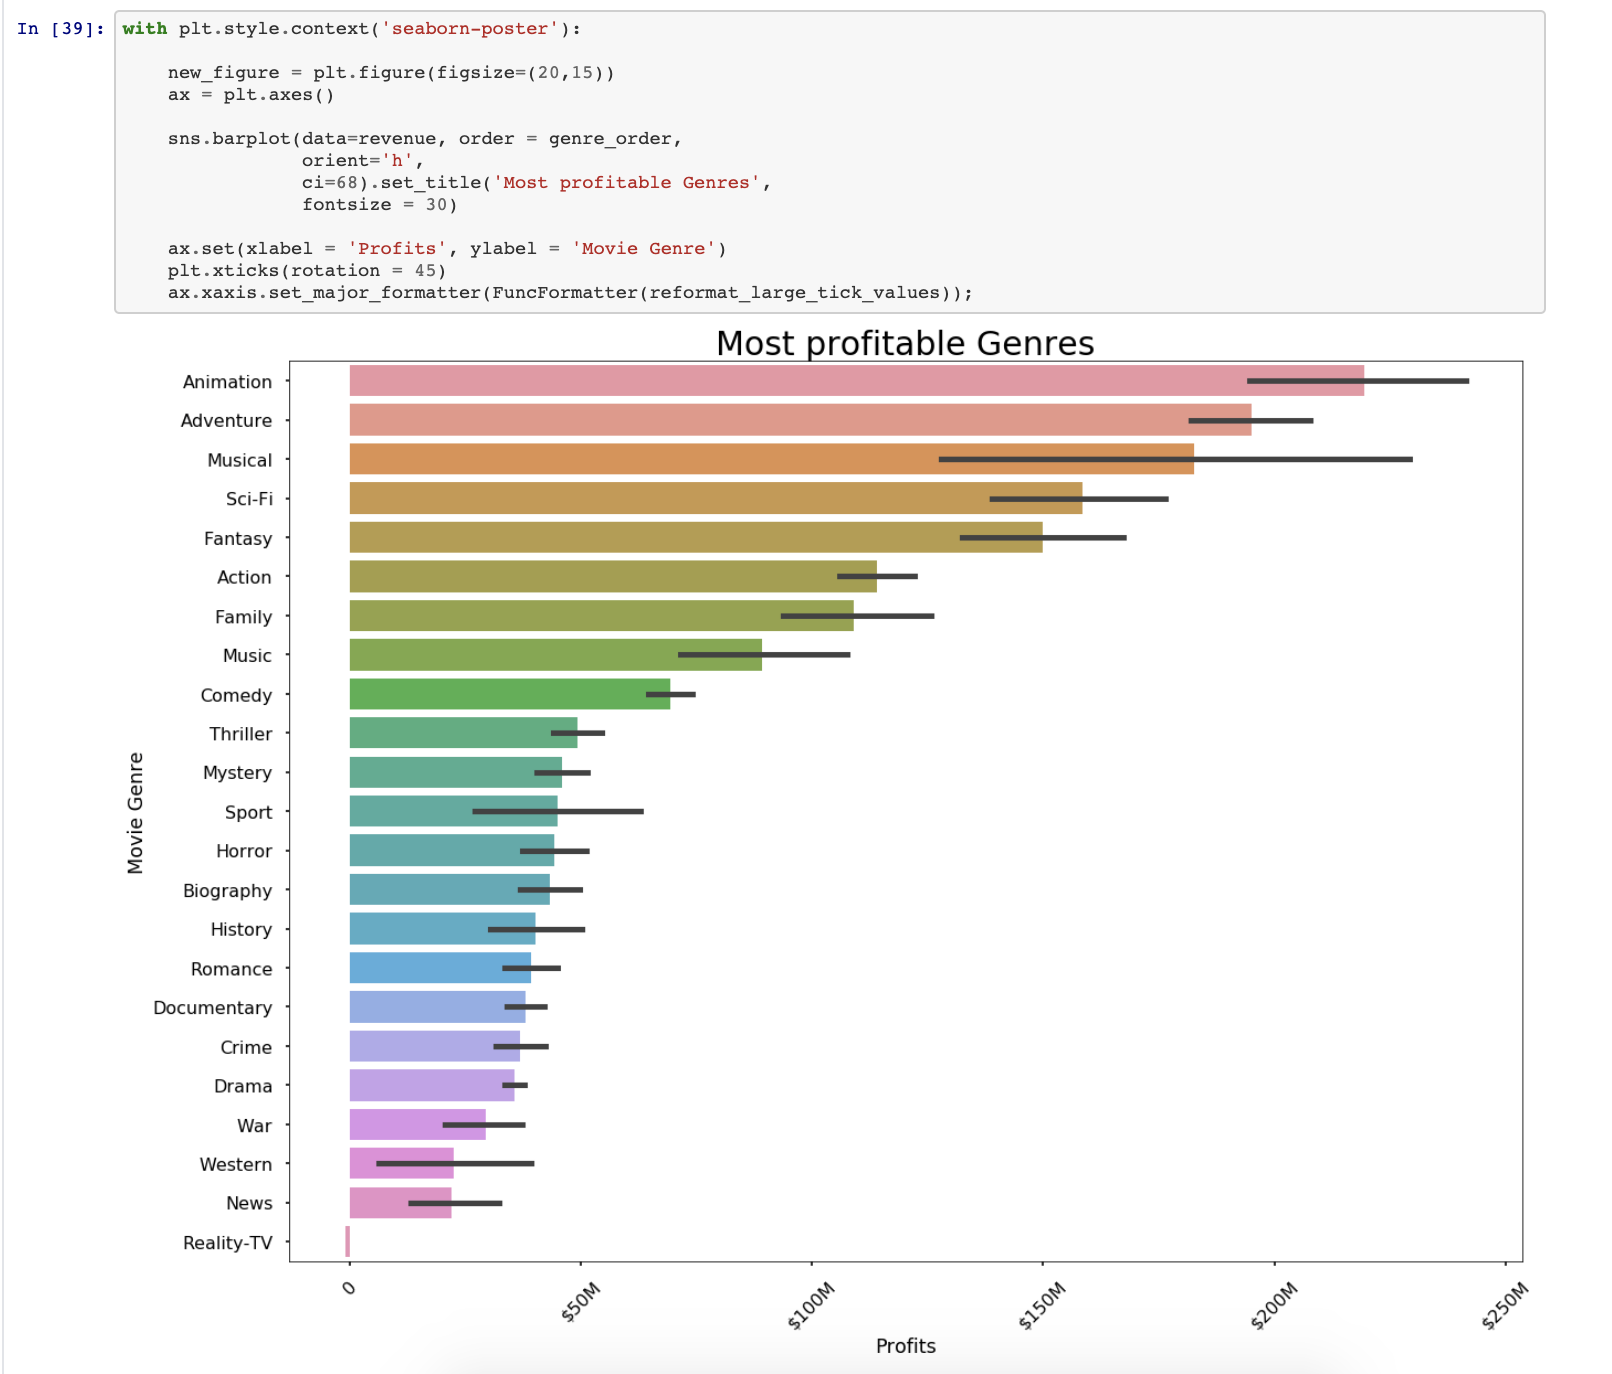 In [39]: with plt.style.context('seaborn-poster'):
new_figure = plt.figure(figsize=(20,15))
ax = plt.axes()
sns.barplot(data=revenue, order = genre_order,
orient='h',
ci=68).set_title('Most profitable Genres',
fontsize = 30)
ax.set(xlabel = 'Profits', ylabel = 'Movie Genre')
plt.xticks(rotation = 45)
ax.xaxis.set_major_formatter(FuncFormatter(reformat_large_tick_values));
Most profitable Genres
Movie Genre
Animation
Adventure
Musical
Sci-Fi
Fantasy
Action
Family
Music
Comedy
Thriller
Mystery
Sport
Horror
Biography
History
Romance
Documentary
Crime
Drama
War
Western
News
Reality-TV
0
$50M
$100M
$150M
$200M
$250M
Profits